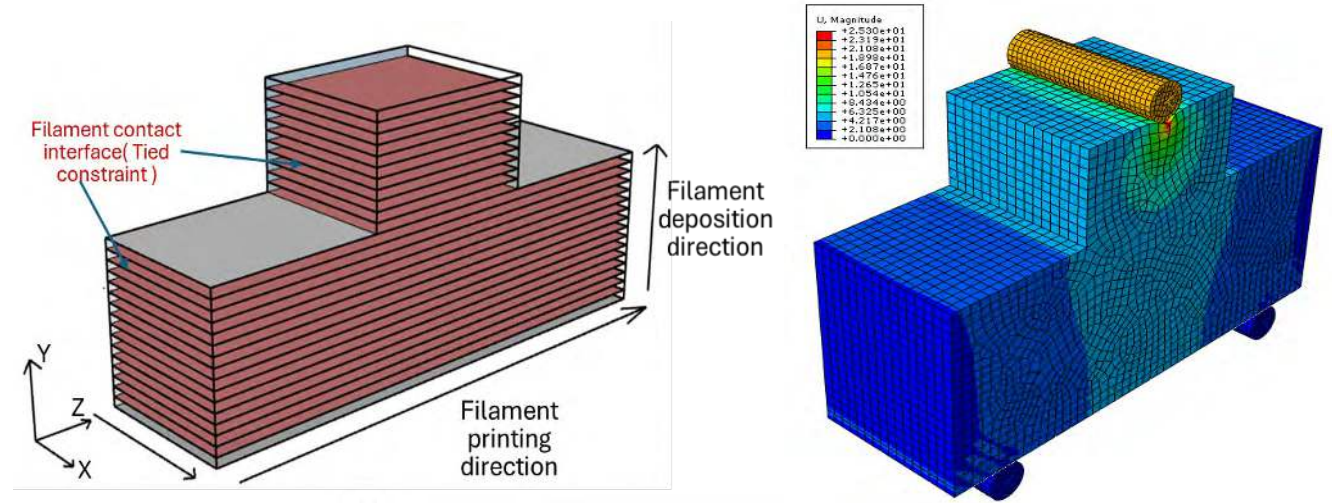 Filament contact
interface( Tied
constraint )
Filament
deposition
direction
Filament
printing
direction
Y
Z
X
U, Magnitude
+2.530e+01
+2.319e+01
+2.108e+01
+1.898e+01
+1.687e+01
+1.476e+01
+1.265e+01
+1.054e+01
+8.434e+00
+6.325e+00
+4.217e+00
+2.108e+00
+0.000e+00